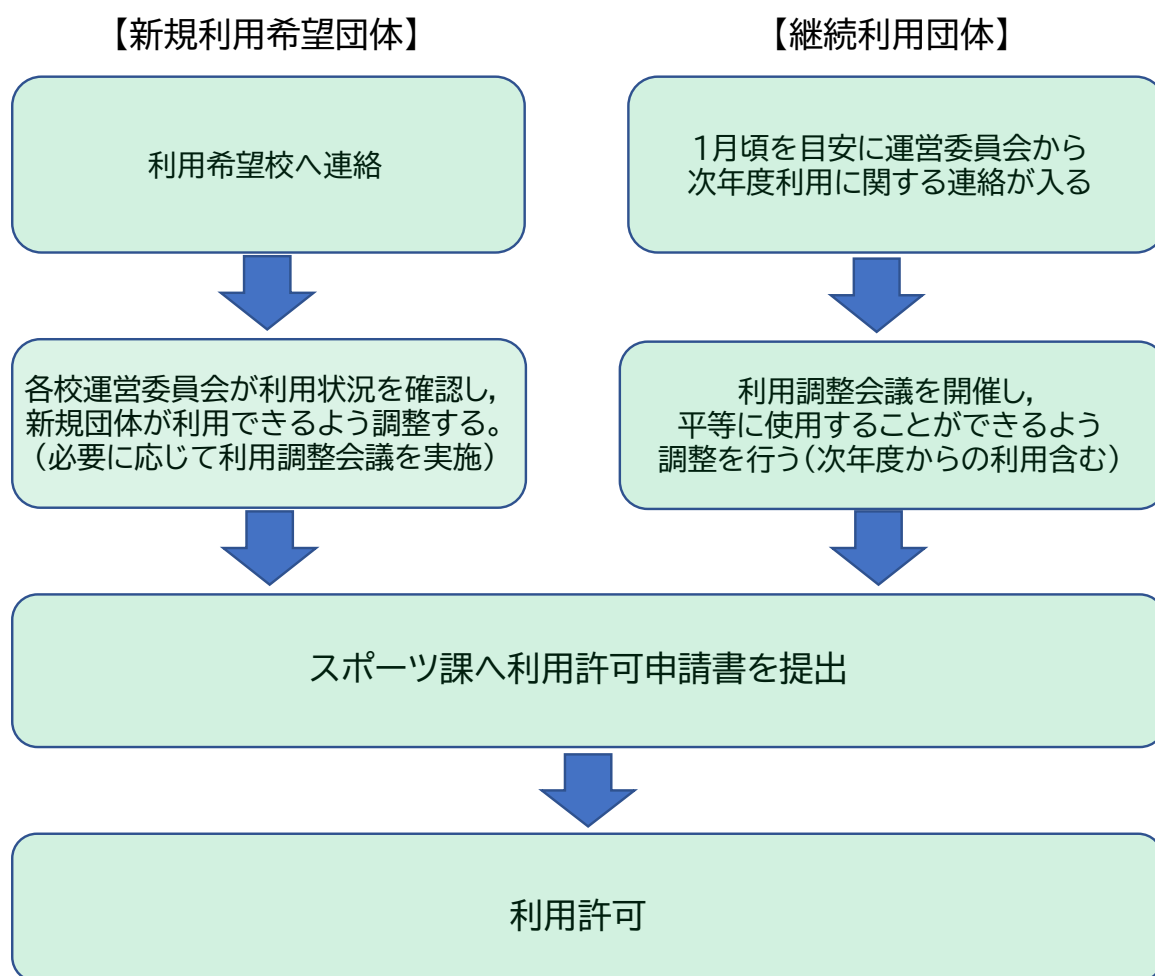 【新規利用希望団体】
【継続利用団体】
利用希望校へ連絡
1月頃を目安に運営委員会から
次年度利用に関する連絡が入る
各校運営委員会が利用状況を確認し,
新規団体が利用できるよう調整する。
(必要に応じて利用調整会議を実施)
利用調整会議を開催し,
平等に使用することができるよう
調整を行う(次年度からの利用含む)
スポーツ課へ利用許可申請書を提出
利用許可